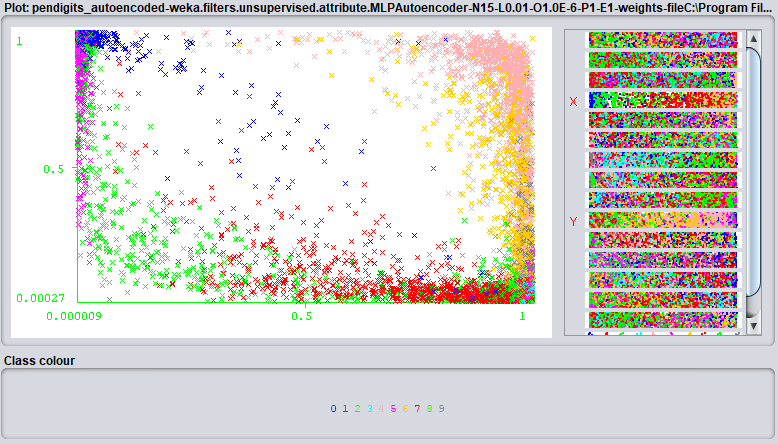 Plot: pendigits_autoencoded-weka.filters.unsupervised.attribute.MLPAutoencoder-N15-L0.01-O1.0E-6-P1-E1-weights-fileC:\Program Fil...
1
0.5
0.00027
0.000009
0.5
1
X
Y
Class colour
0 1 2 3 4 5 6 7 8 9